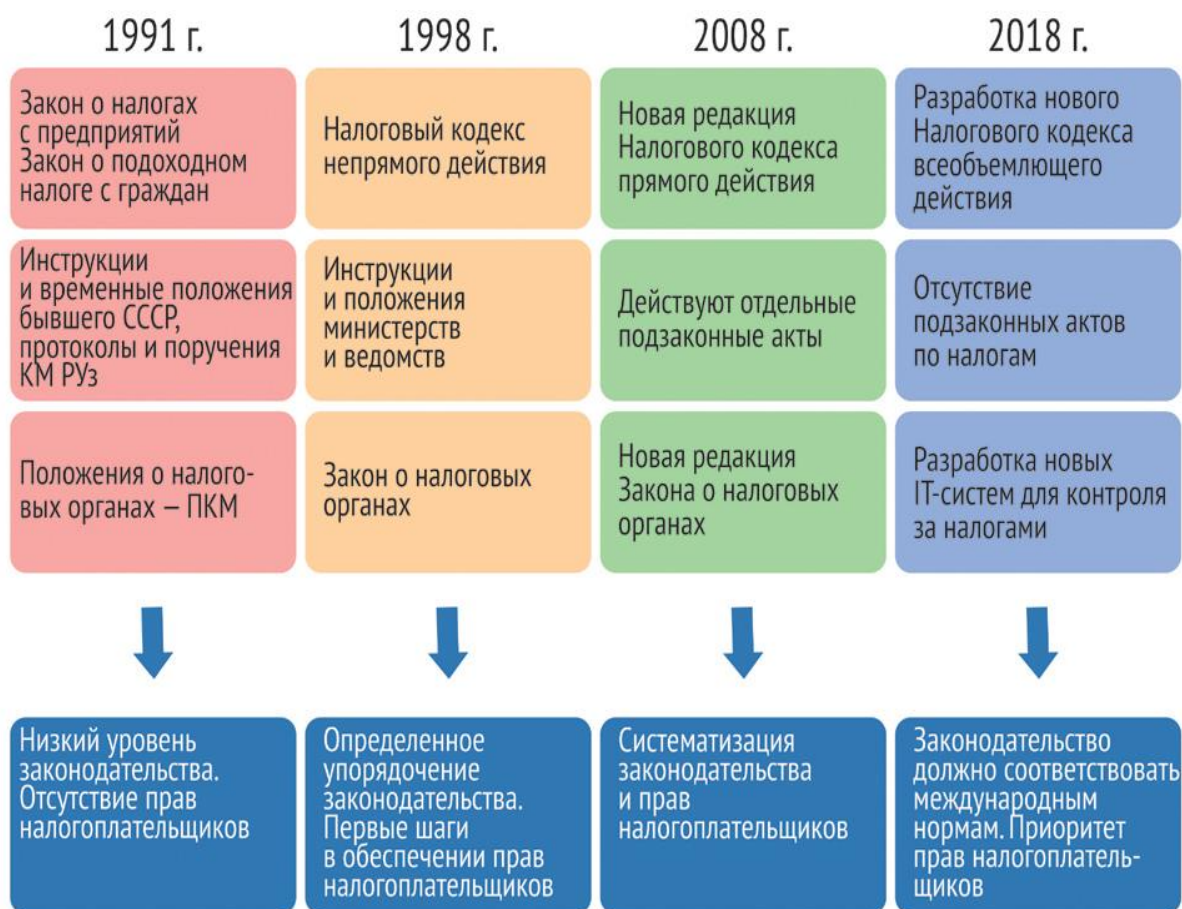 1991 г.
1998 г.
2008 г.
2018 г.
Закон о налогах
с предприятий
Закон о подоходном
налоге с граждан
Налоговый кодекс
непрямого действия
Новая редакция
Налогового кодекса
прямого действия
Разработка нового
Налогового кодекса
всеобъемлющего
действия
Инструкции
и временные положения
бывшего СССР,
протоколы и поручения
КМ РУз
Инструкции
и положения
министерств
и ведомств
Действуют отдельные
подзаконные акты
Отсутствие
подзаконных актов
по налогам
Положения о налого-
вых органах — ПКМ
Закон о налоговых
органах
Новая редакция
Закона о налоговых
органах
Разработка новых
IT-систем для контроля
за налогами
Низкий уровень
законодательства.
Отсутствие прав
налогоплательщиков
Определенное
упорядочение
законодательства.
Первые шаги
в обеспечении прав
налогоплательщиков
Систематизация
законодательства
и прав
налогоплательщиков
Законодательство
должно соответствовать
международным
нормам. Приоритет
прав налогоплатель-
щиков